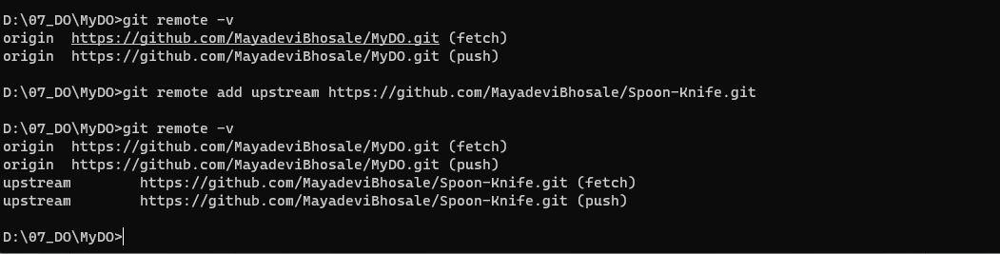 D:\07_DO\MyDO>git remote -v
origin  https://github.com/MayadeviBhosale/MyDO.git (fetch)
origin  https://github.com/MayadeviBhosale/MyDO.git (push)
D:\07_DO\MyDO>git remote add upstream https://github.com/MayadeviBhosale/Spoon-Knife.git
D:\07_DO\MyDO>git remote -v
origin  https://github.com/MayadeviBhosale/MyDO.git (fetch)
origin  https://github.com/MayadeviBhosale/MyDO.git (push)
upstream        https://github.com/MayadeviBhosale/Spoon-Knife.git (fetch)
upstream        https://github.com/MayadeviBhosale/Spoon-Knife.git (push)
D:\07_DO\MyDO>